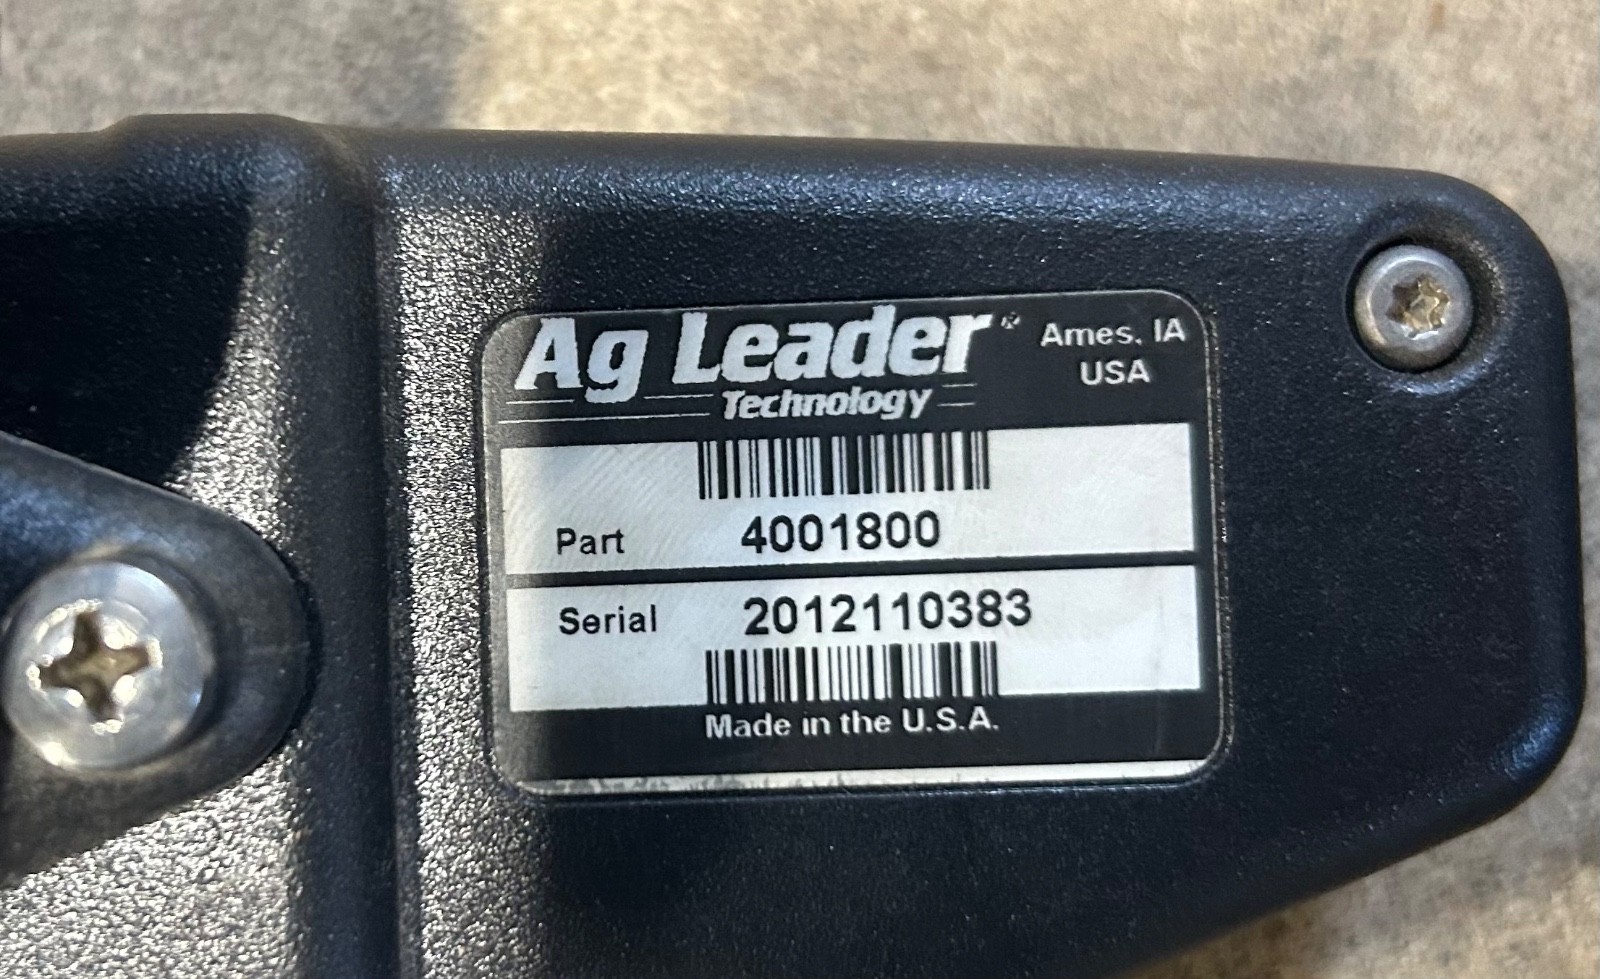 Ag Leader® Ames, IA
Technology USA
Part 4001800
Serial 2012110383
Made in the U.S.A.